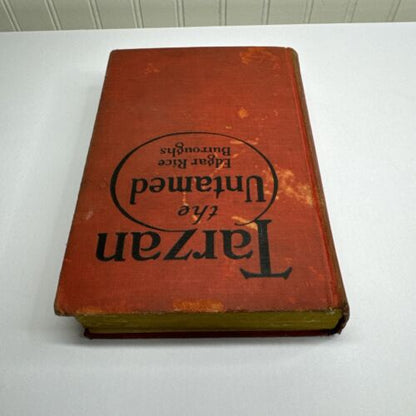 Tarzan
the
Untamed
Edgar Rice
Burroughs